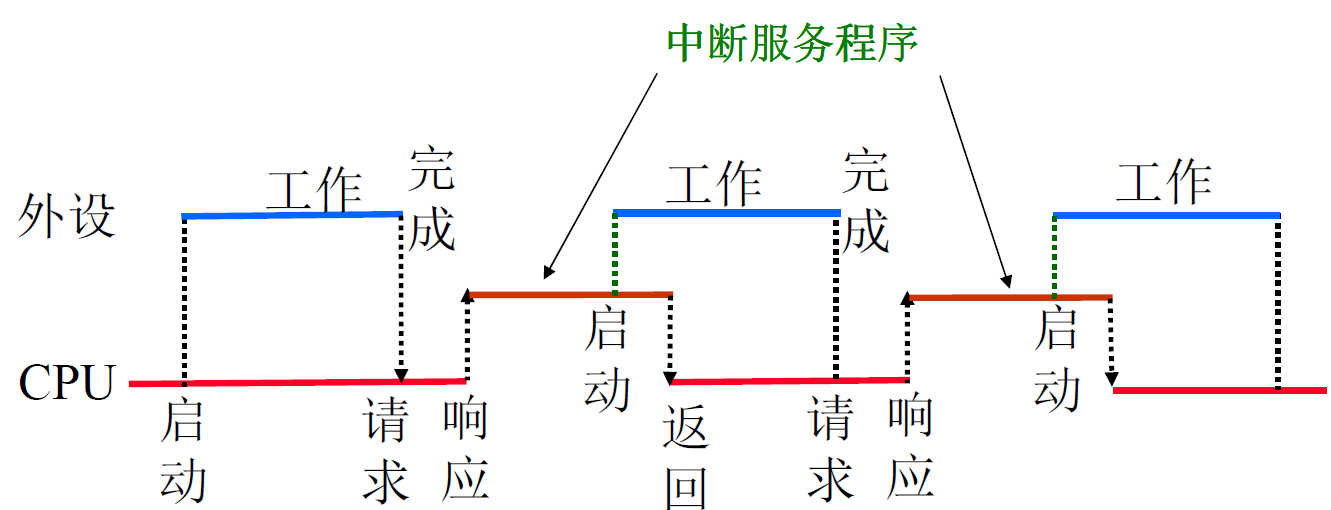 中断服务程序
工作
完成
工作
完成
工作
外设
启动
启动
CPU
启动
请求
响应
返回
请求
响应